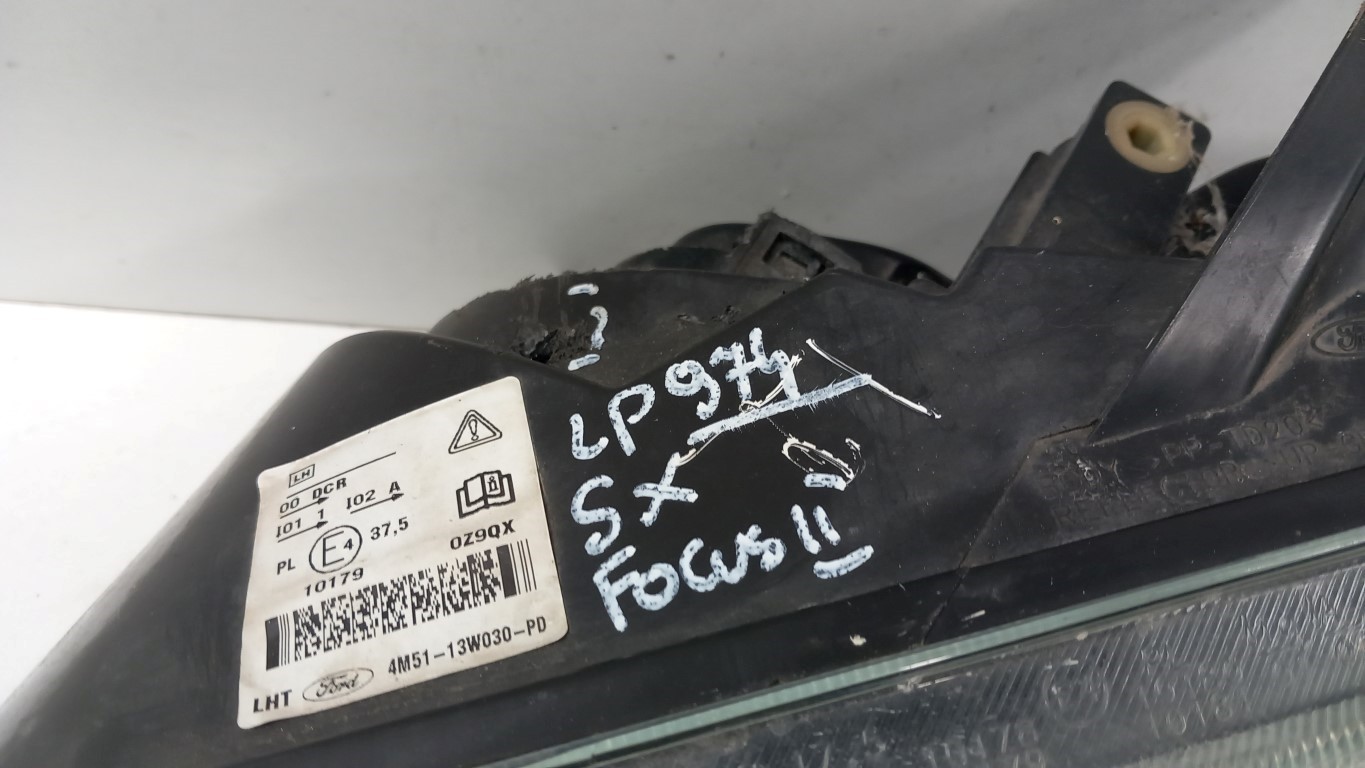 LH
00 DCR
I02 A
I01 1
PL E4 37,5
10179
0Z9QX
4M51-13W030-PD
LHT Ford
LP974
SX
FOCUS II
Ford